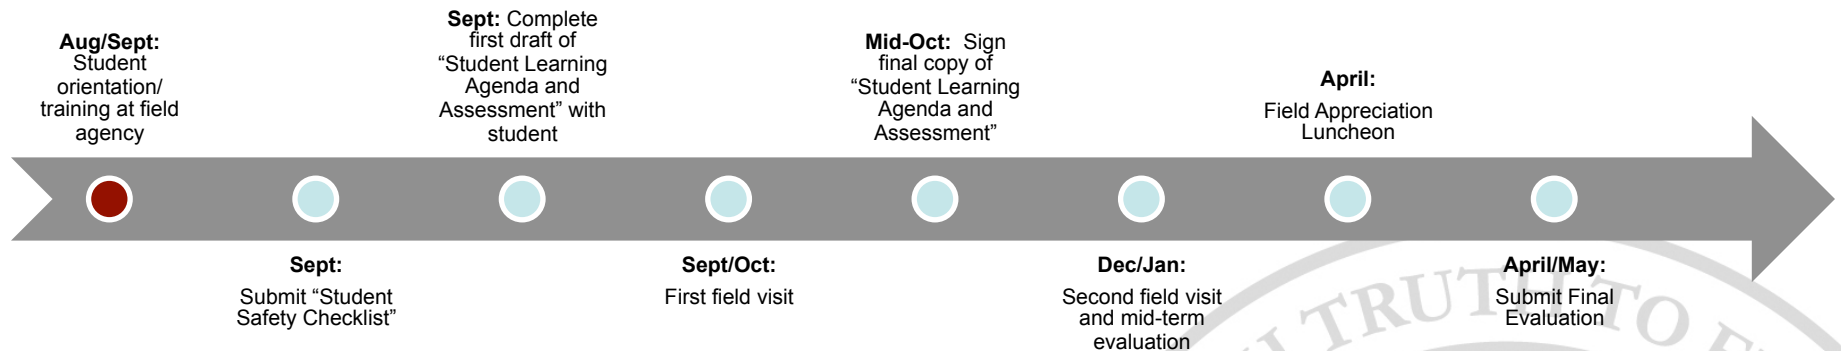 Aug/Sept:
Student
orientation/
training at field
agency
Sept:
Submit “Student
Safety Checklist”
Sept: Complete
first draft of
“Student Learning
Agenda and
Assessment” with
student
Sept/Oct:
First field visit
Mid-Oct:  Sign
final copy of
“Student Learning
Agenda and
Assessment”
Dec/Jan:
Second field visit
and mid-term
evaluation
April:
Field Appreciation
Luncheon
April/May:
Submit Final
Evaluation
TRUTH TO